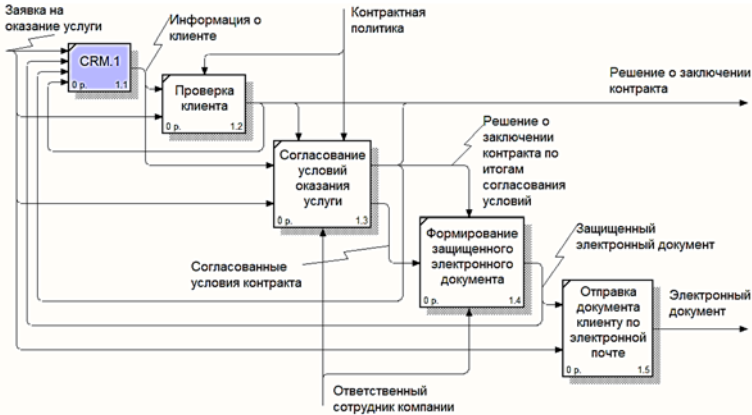 Заявка на
оказание услуги
Информация о
клиенте
Контрактная
политика
CRM.1
0 р.
1.1
Проверка
клиента
0 р.
1.2
Решение о заключении
контракта
Согласование
условий
оказания
услуги
0 р.
1.3
Решение о
заключении
контракта по
итогам
согласования
условий
Согласованные
условия контракта
Формирование
защищенного
электронного
документа
0 р.
1.4
Защищенный
электронный документ
Отправка
документа
клиенту по
электронной
почте
0 р.
1.5
Электронный
документ
Ответственный
сотрудник компании